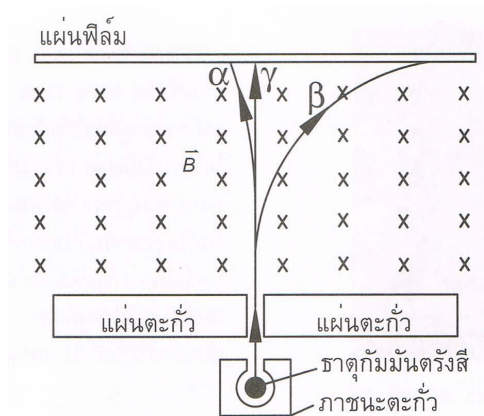 แผ่นฟิล์ม
α γ β
x x x x x x x x
x x x x x x x x
B⃗
x x x x x x x x
x x x x x x x x
x x x x x x x x
แผ่นตะกั่ว แผ่นตะกั่ว
ธาตุกัมมันตรังสี
ภาชนะตะกั่ว